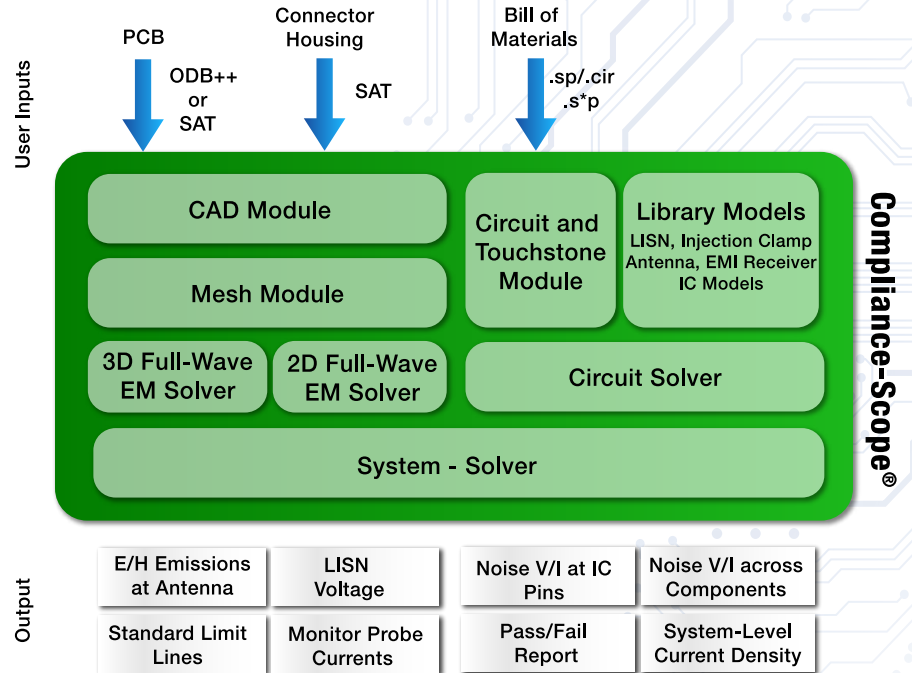 User Inputs
PCB
ODB++
or
SAT
Connector
Housing
SAT
Bill of
Materials
.sp/.cir
.s*p
CAD Module
Mesh Module
3D Full-Wave
EM Solver
2D Full-Wave
EM Solver
Circuit and
Touchstone
Module
Library Models
LISN, Injection Clamp
Antenna, EMI Receiver
IC Models
Circuit Solver
System - Solver
Compliance-Scope®
Output
E/H Emissions
at Antenna
LISN
Voltage
Noise V/I at IC
Pins
Noise V/I across
Components
Standard Limit
Lines
Monitor Probe
Currents
Pass/Fail
Report
System-Level
Current Density